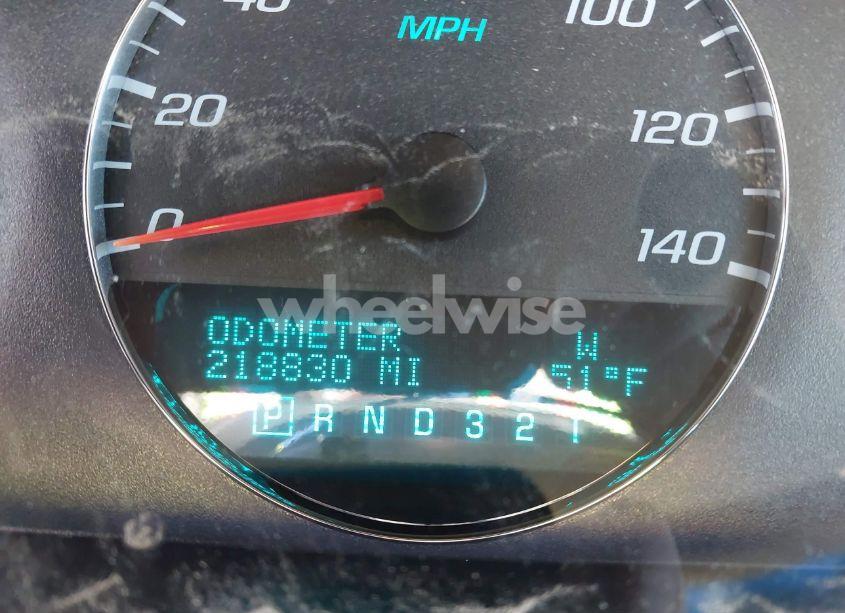 40 MPH 100
20 120
0 140
wheelwise
ODOMETER W
218830 MI 51°F
P R N D 3 2 1